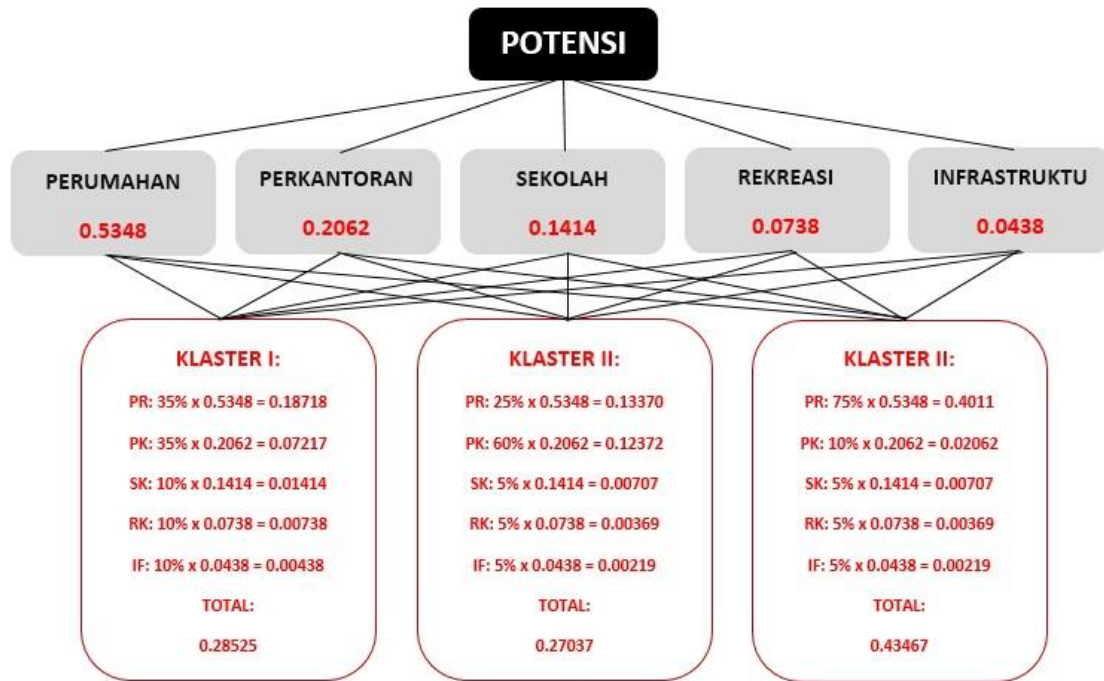 POTENSI
PERUMAHAN
0.5348
PERKANTORAN
0.2062
SEKOLAH
0.1414
REKREASI
0.0738
INFRASTRUKTU
0.0438
KLASTER I:
PR: 35% x 0.5348 = 0.18718
PK: 35% x 0.2062 = 0.07217
SK: 10% x 0.1414 = 0.01414
RK: 10% x 0.0738 = 0.00738
IF: 10% x 0.0438 = 0.00438
TOTAL:
0.28525
KLASTER II:
PR: 25% x 0.5348 = 0.13370
PK: 60% x 0.2062 = 0.12372
SK: 5% x 0.1414 = 0.00707
RK: 5% x 0.0738 = 0.00369
IF: 5% x 0.0438 = 0.00219
TOTAL:
0.27037
KLASTER II:
PR: 75% x 0.5348 = 0.4011
PK: 10% x 0.2062 = 0.02062
SK: 5% x 0.1414 = 0.00707
RK: 5% x 0.0738 = 0.00369
IF: 5% x 0.0438 = 0.00219
TOTAL:
0.43467